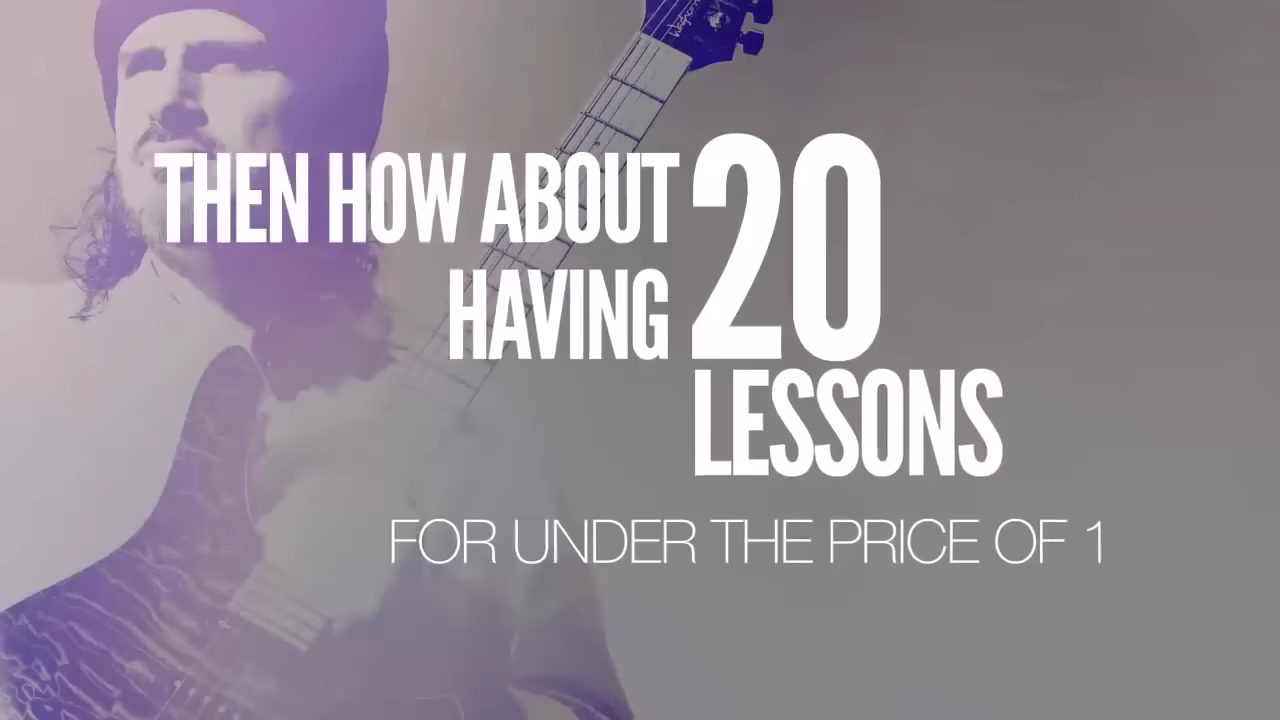 THEN HOW ABOUT
HAVING 20
LESSONS
FOR UNDER THE PRICE OF 1